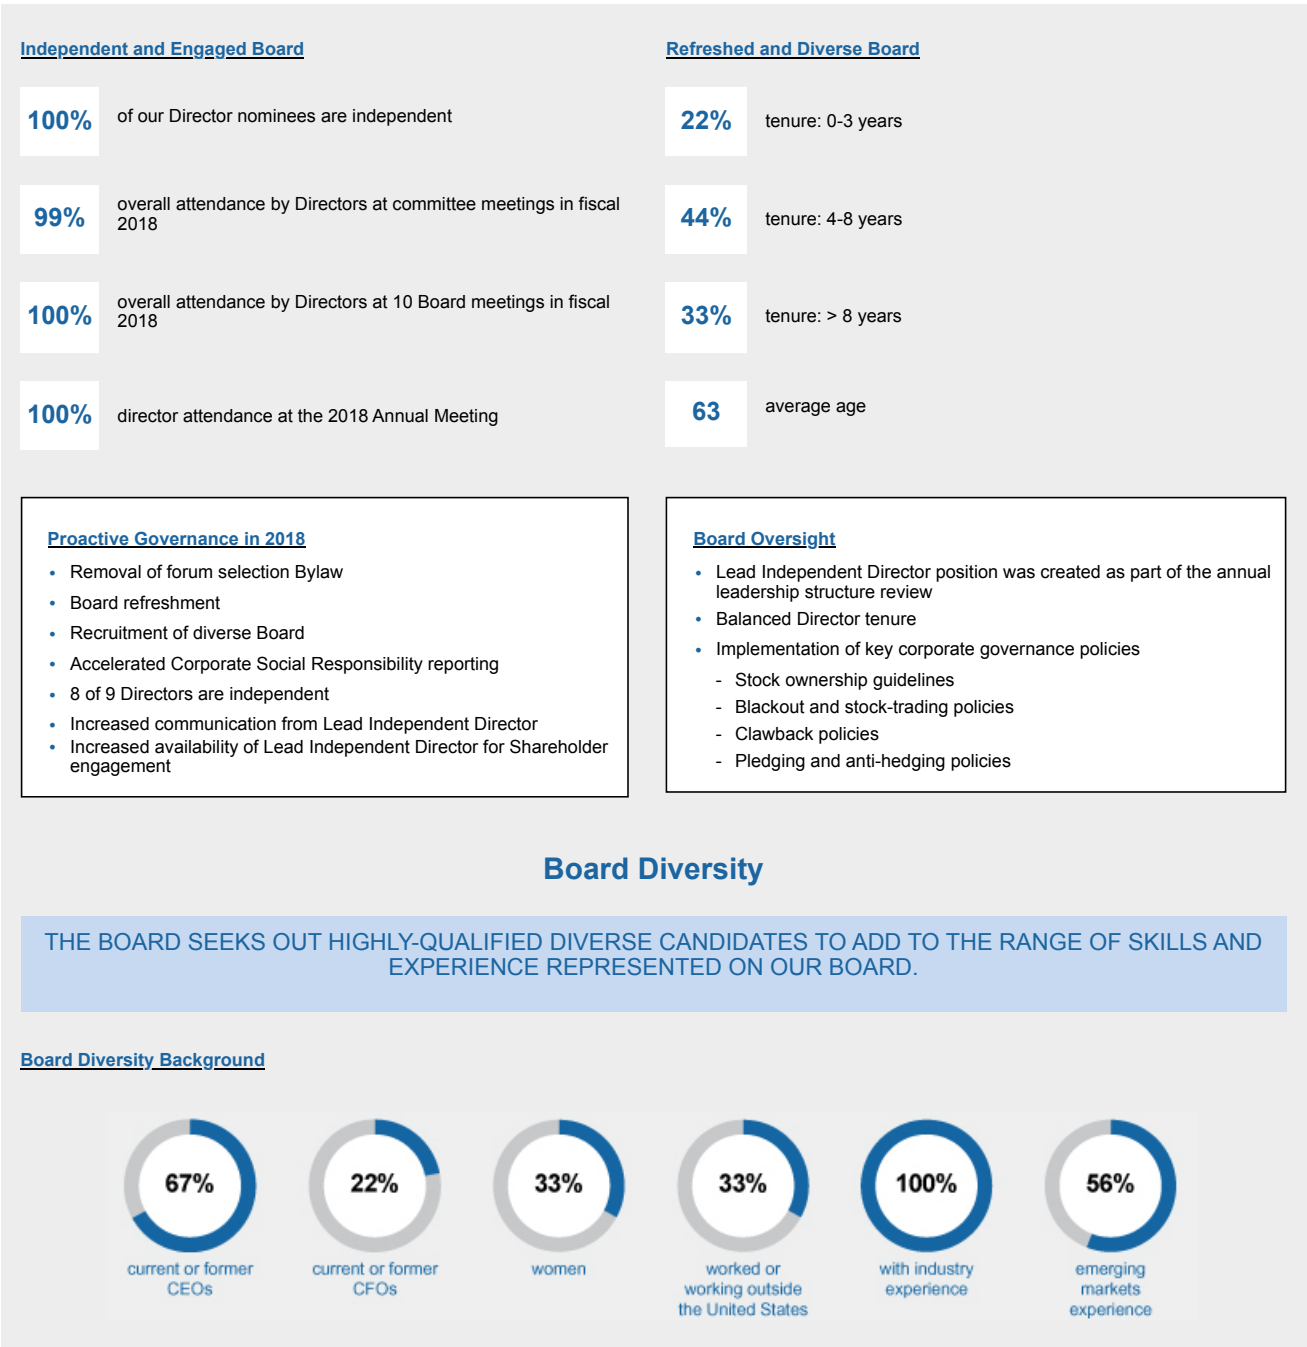 Independent and Engaged Board
100%
of our Director nominees are independent
99%
overall attendance by Directors at committee meetings in fiscal
2018
100%
overall attendance by Directors at 10 Board meetings in fiscal
2018
100%
director attendance at the 2018 Annual Meeting
Refreshed and Diverse Board
22%
tenure: 0-3 years
44%
tenure: 4-8 years
33%
tenure: > 8 years
63
average age
Proactive Governance in 2018
• Removal of forum selection Bylaw
• Board refreshment
• Recruitment of diverse Board
• Accelerated Corporate Social Responsibility reporting
• 8 of 9 Directors are independent
• Increased communication from Lead Independent Director
• Increased availability of Lead Independent Director for Shareholder
engagement
Board Oversight
• Lead Independent Director position was created as part of the annual
leadership structure review
• Balanced Director tenure
• Implementation of key corporate governance policies
- Stock ownership guidelines
- Blackout and stock-trading policies
- Clawback policies
- Pledging and anti-hedging policies
Board Diversity
THE BOARD SEEKS OUT HIGHLY-QUALIFIED DIVERSE CANDIDATES TO ADD TO THE RANGE OF SKILLS AND
EXPERIENCE REPRESENTED ON OUR BOARD.
Board Diversity Background
67%
current or former
CEOs
22%
current or former
CFOs
33%
women
33%
worked or
working outside
the United States
100%
with industry
experience
56%
emerging
markets
experience